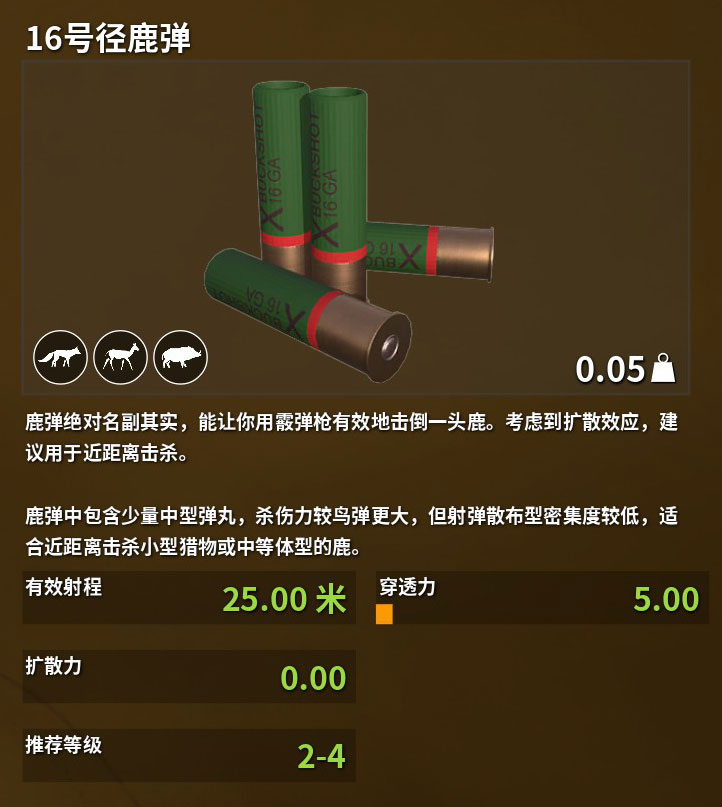 16号径鹿弹
BUCKSHOT
16 GA
X
BUCKSHOT
16 GA
X
BUCKSHOT
16 GA
X
X
0.05
鹿弹绝对名副其实，能让你用霰弹枪有效地击倒一头鹿。考虑到扩散效应，建
议用于近距离击杀。
鹿弹中包含少量中型弹丸，杀伤力较鸟弹更大，但射弹散布型密集度较低，适
合近距离击杀小型猎物或中等体型的鹿。
有效射程
25.00 米
穿透力
5.00
扩散力
0.00
推荐等级
2-4